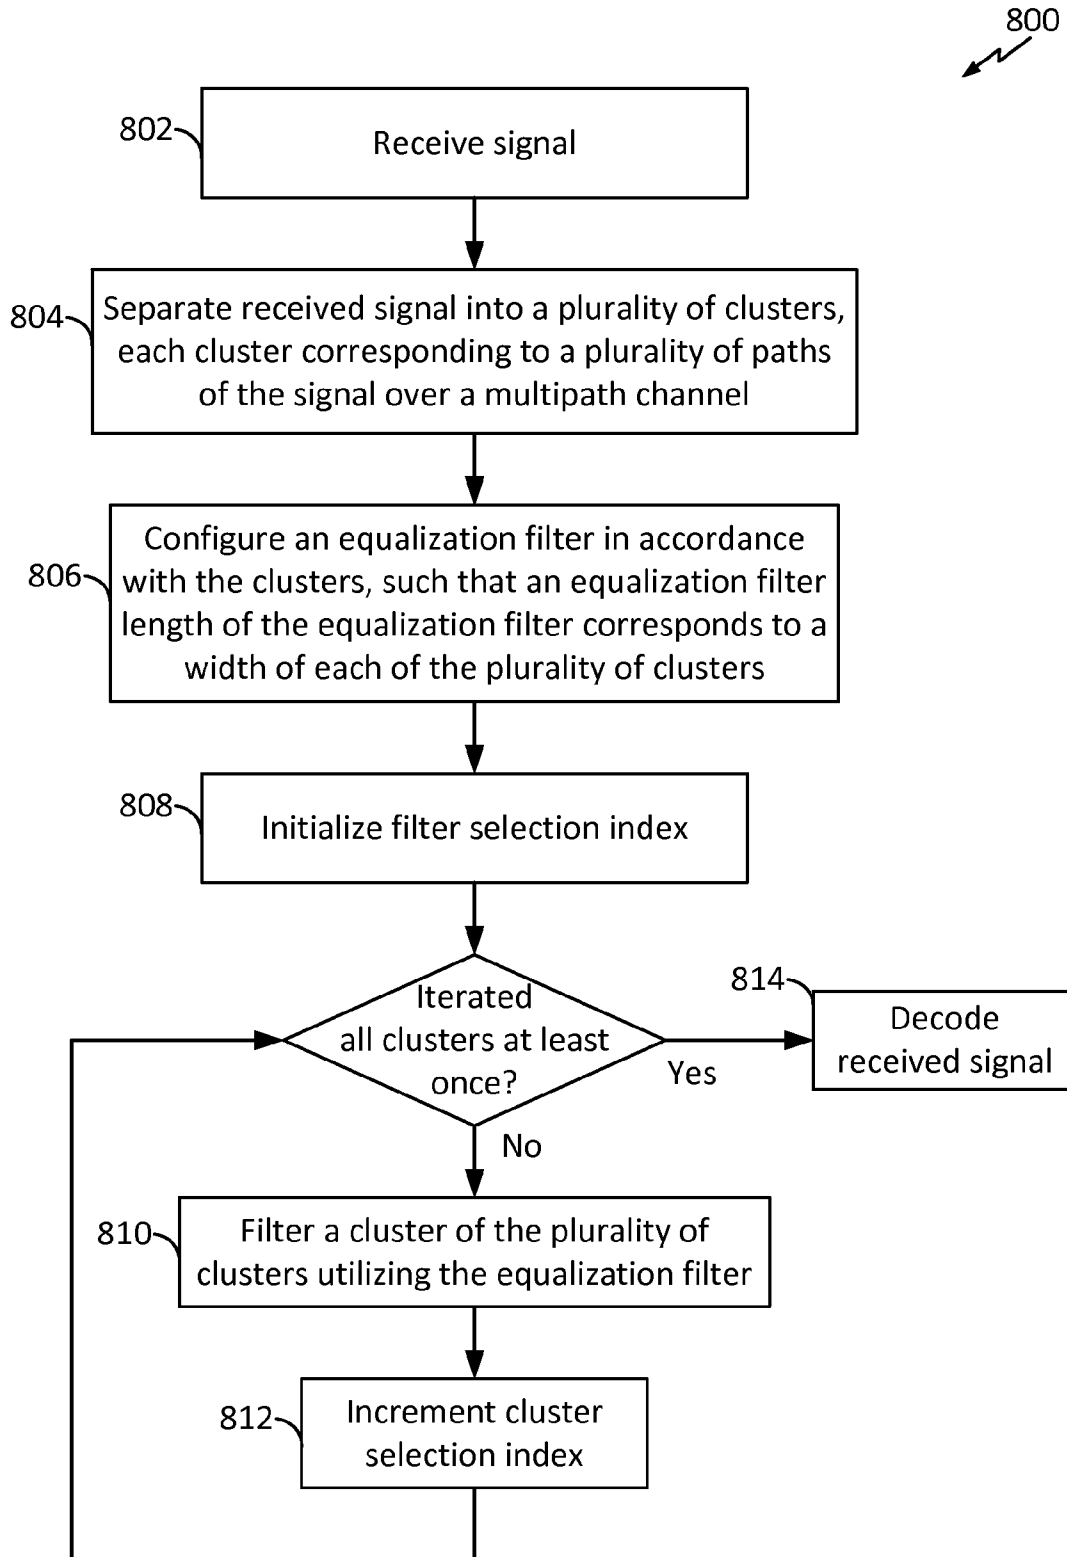 800
802
Receive signal
804
Separate received signal into a plurality of clusters,
each cluster corresponding to a plurality of paths
of the signal over a multipath channel
806
Configure an equalization filter in accordance
with the clusters, such that an equalization filter
length of the equalization filter corresponds to a
width of each of the plurality of clusters
808
Initialize filter selection index
Iterated
all clusters at least
once?
Yes
814
Decode
received signal
No
810
Filter a cluster of the plurality of
clusters utilizing the equalization filter
812
Increment cluster
selection index